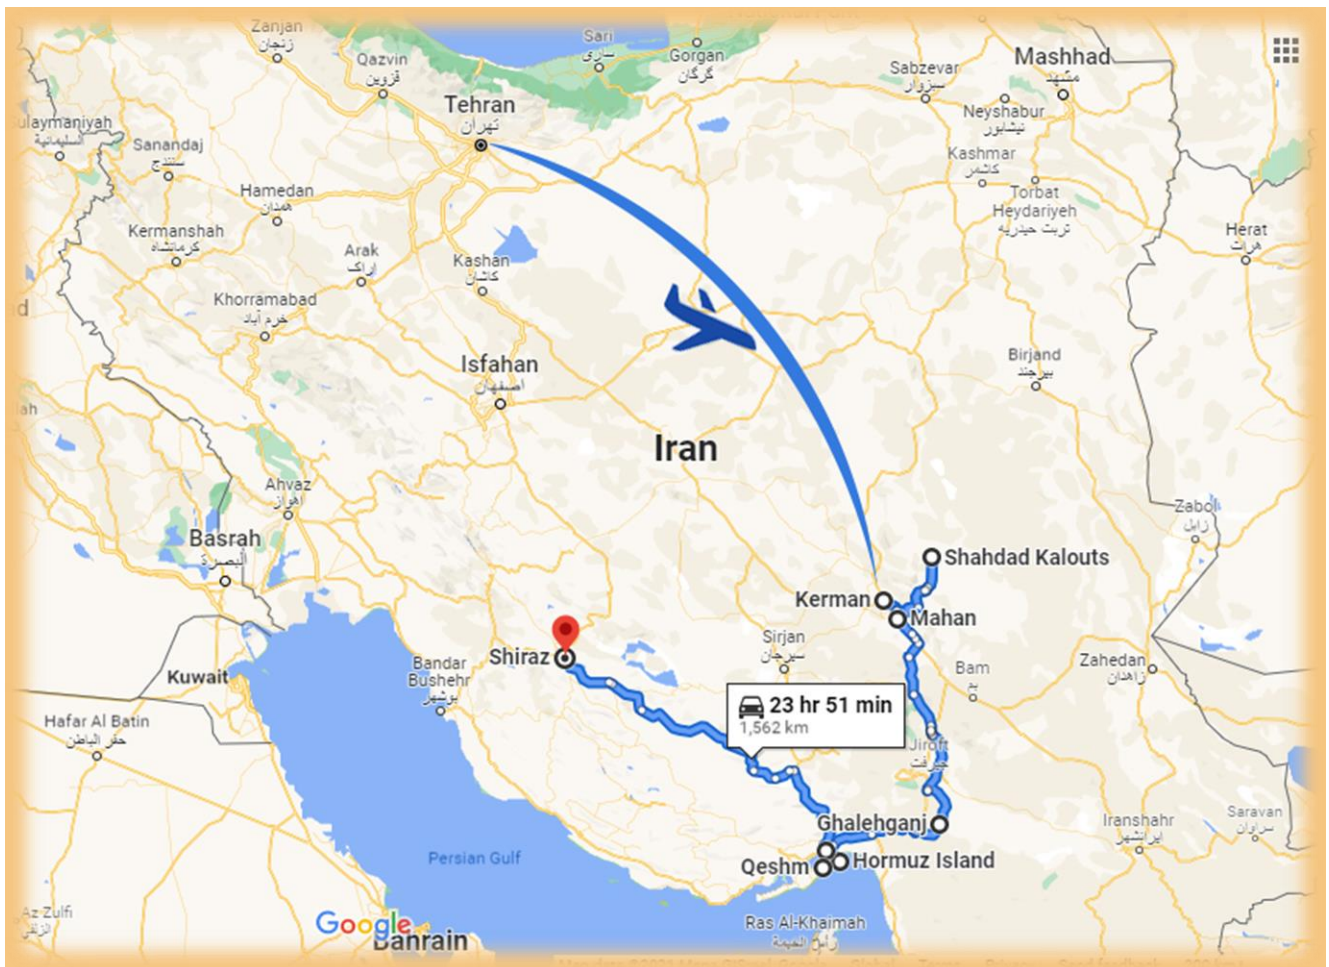 Zanjan
زنجان
Qazvin
قزوین
Tehran
تهران
Sari
ساری
Gorgan
گرگان
Sabzevar
سبزوار
Mashhad
مشهد
Neyshabur
نیشابور
Kashmar
کاشمر
Torbat
Heydariyeh
تربت حیدریه
Herat
هرات
ulaymaniyah
السليمانية
Sanandaj
سنندج
Hamedan
همدان
Kermanshah
کرمانشاه
Arak
اراک
Kashan
کاشان
Khorramabad
خرم آباد
Isfahan
اصفهان
Birjand
بیرجند
Iran
Ahvaz
اهواز
Basrah
البصرة
Zabol
زابل
Shahdad Kalouts
Kerman
Mahan
Sirjan
سیرجان
Shiraz
Bandar
Bushehr
بوشهر
Bam
بم
Zahedan
زاهدان
Kuwait
Hafar Al Batin
حفر الباطن
23 hr 51 min
1,562 km
Jiroft
جیرفت
Ghalehganj
Iranshahr
ایرانشهر
Saravan
سراوان
Persian Gulf
Qeshm
Hormuz Island
Az Zulfi
الزلفي
Google
Bahrain
Ras Al-Khaimah
رأس الخيمة